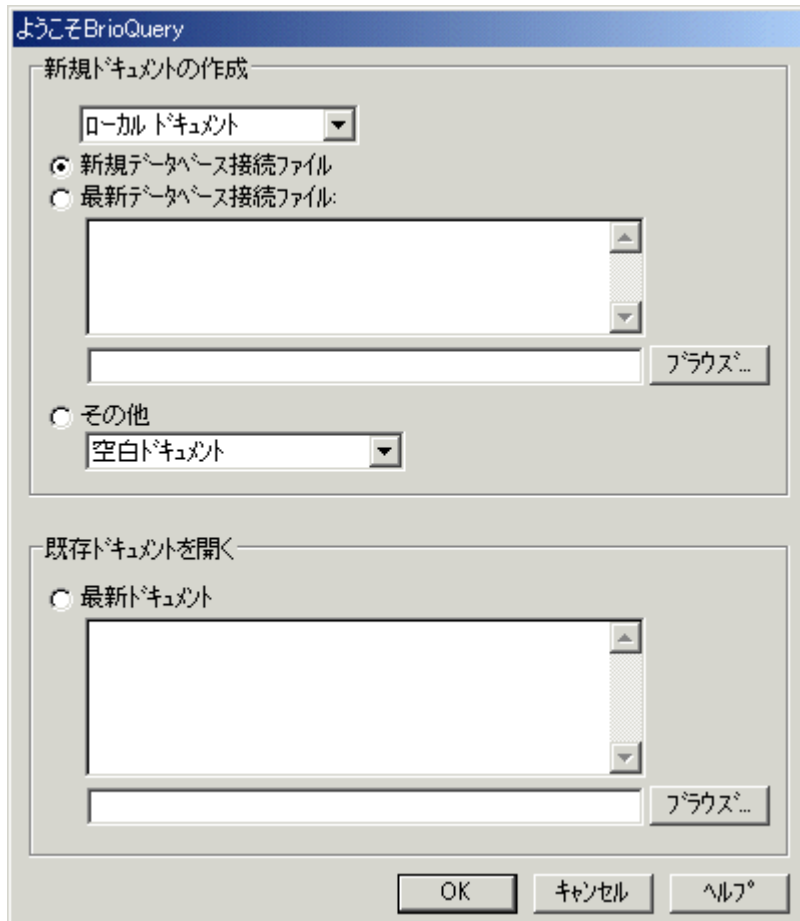 ようこそBrioQuery
新規ﾄﾞｷｭﾒﾝﾄの作成
ﾛｰｶﾙ ﾄﾞｷｭﾒﾝﾄ
新規ﾃﾞｰﾀﾍﾞｰｽ接続ﾌｧｲﾙ
最新ﾃﾞｰﾀﾍﾞｰｽ接続ﾌｧｲﾙ:
ﾌﾞﾗｳｽﾞ...
その他
空白ﾄﾞｷｭﾒﾝﾄ
既存ﾄﾞｷｭﾒﾝﾄを開く
最新ﾄﾞｷｭﾒﾝﾄ
ﾌﾞﾗｳｽﾞ...
OK ｷｬﾝｾﾙ ﾍﾙﾌﾟ